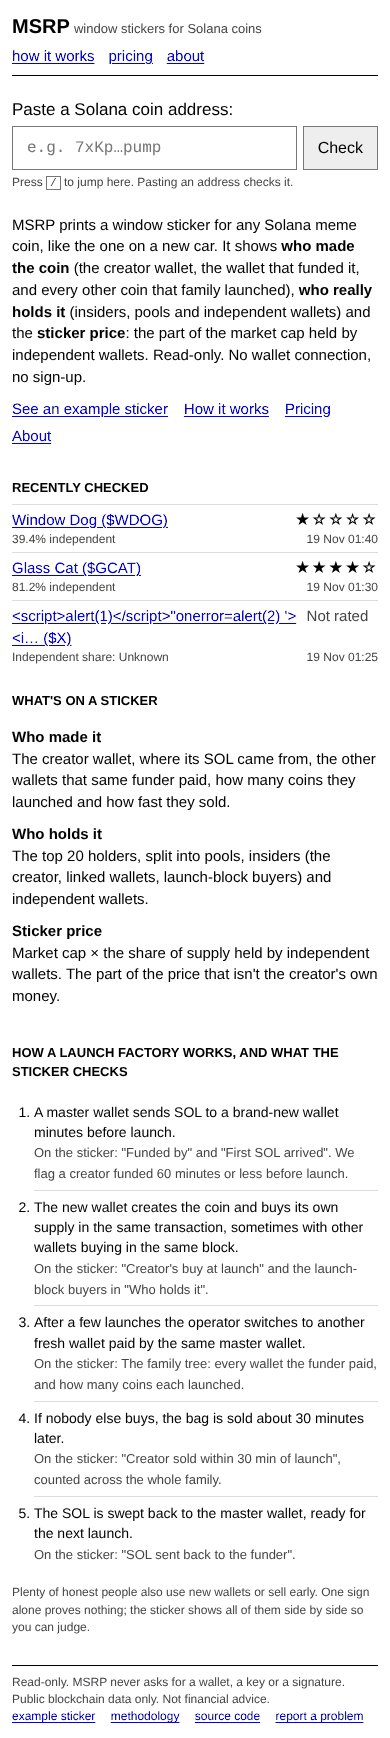 MSRP window stickers for Solana coins
how it works pricing about
Paste a Solana coin address:
e.g. 7xKp…pump Check
Press / to jump here. Pasting an address checks it.
MSRP prints a window sticker for any Solana meme
coin, like the one on a new car. It shows who made
the coin (the creator wallet, the wallet that funded it,
and every other coin that family launched), who really
holds it (insiders, pools and independent wallets) and
the sticker price: the part of the market cap held by
independent wallets. Read-only. No wallet connection,
no sign-up.
See an example sticker How it works Pricing
About
RECENTLY CHECKED
Window Dog ($WDOG) ★☆☆☆☆
39.4% independent 19 Nov 01:40
Glass Cat ($GCAT) ★★★★☆
81.2% independent 19 Nov 01:30
<script>alert(1)</script>"onerror=alert(2) '> Not rated
<i… ($X)
Independent share: Unknown 19 Nov 01:25
WHAT'S ON A STICKER
Who made it
The creator wallet, where its SOL came from, the other
wallets that same funder paid, how many coins they
launched and how fast they sold.
Who holds it
The top 20 holders, split into pools, insiders (the
creator, linked wallets, launch-block buyers) and
independent wallets.
Sticker price
Market cap × the share of supply held by independent
wallets. The part of the price that isn't the creator's own
money.
HOW A LAUNCH FACTORY WORKS, AND WHAT THE
STICKER CHECKS
1. A master wallet sends SOL to a brand-new wallet
minutes before launch.
On the sticker: "Funded by" and "First SOL arrived". We
flag a creator funded 60 minutes or less before launch.
2. The new wallet creates the coin and buys its own
supply in the same transaction, sometimes with other
wallets buying in the same block.
On the sticker: "Creator's buy at launch" and the launch-
block buyers in "Who holds it".
3. After a few launches the operator switches to another
fresh wallet paid by the same master wallet.
On the sticker: The family tree: every wallet the funder paid,
and how many coins each launched.
4. If nobody else buys, the bag is sold about 30 minutes
later.
On the sticker: "Creator sold within 30 min of launch",
counted across the whole family.
5. The SOL is swept back to the master wallet, ready for
the next launch.
On the sticker: "SOL sent back to the funder".
Plenty of honest people also use new wallets or sell early. One sign
alone proves nothing; the sticker shows all of them side by side so
you can judge.
Read-only. MSRP never asks for a wallet, a key or a signature.
Public blockchain data only. Not financial advice.
example sticker methodology source code report a problem